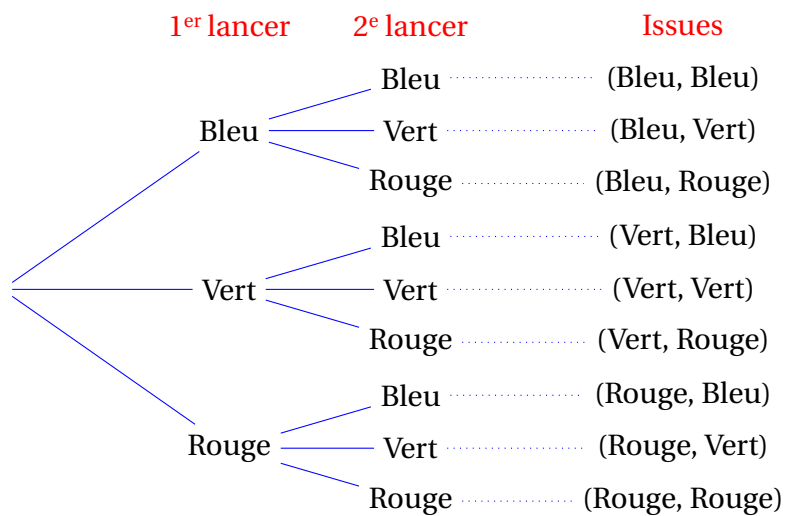 1er lancer 2e lancer Issues
Bleu (Bleu, Bleu)
Bleu Vert (Bleu, Vert)
Rouge (Bleu, Rouge)
Bleu (Vert, Bleu)
Vert Vert (Vert, Vert)
Rouge (Vert, Rouge)
Bleu (Rouge, Bleu)
Rouge Vert (Rouge, Vert)
Rouge (Rouge, Rouge)